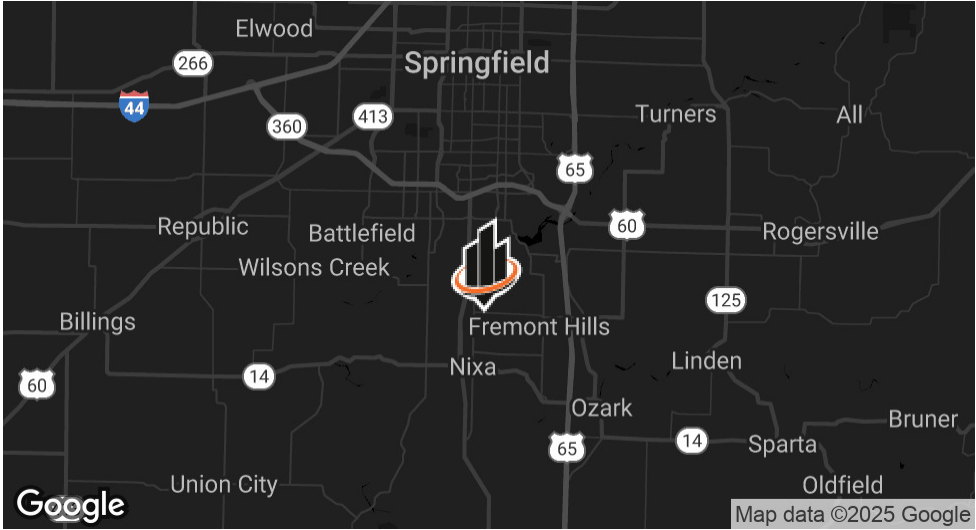 Elwood
266
Springfield
44
413
Turners
All
360
65
60
Republic
Battlefield
Rogersville
Wilsons Creek
125
Billings
Fremont Hills
Linden
Nixa
14
60
Ozark
Bruner
14
Sparta
65
Union City
Oldfield
Google
Map data ©2025 Google